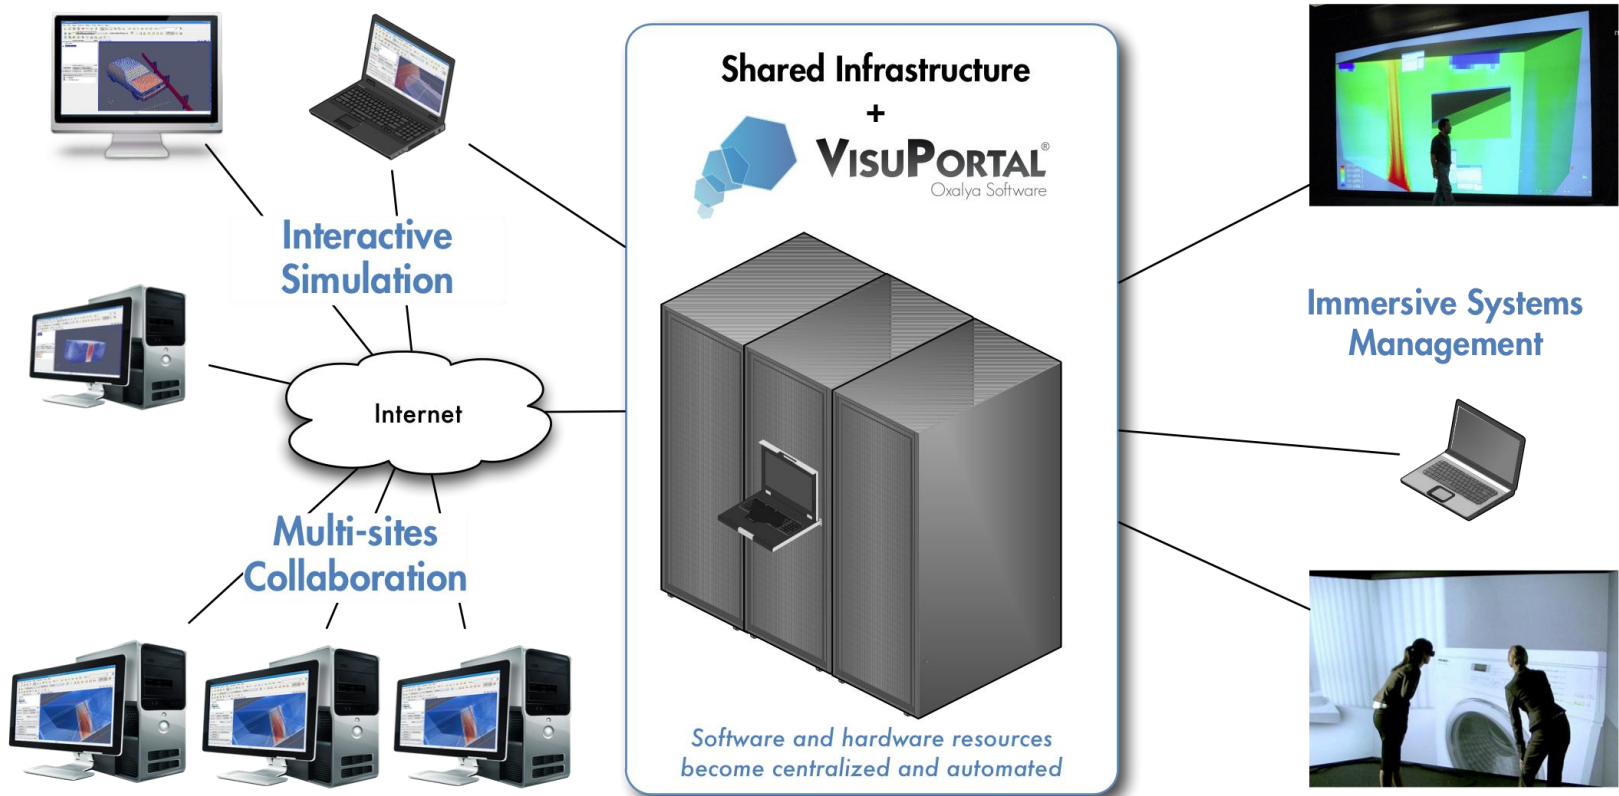 Shared Infrastructure
+
VISUPORTAL®
Oxalya Software
Interactive
Simulation
Internet
Multi-sites
Collaboration
Immersive Systems
Management
Software and hardware resources
become centralized and automated